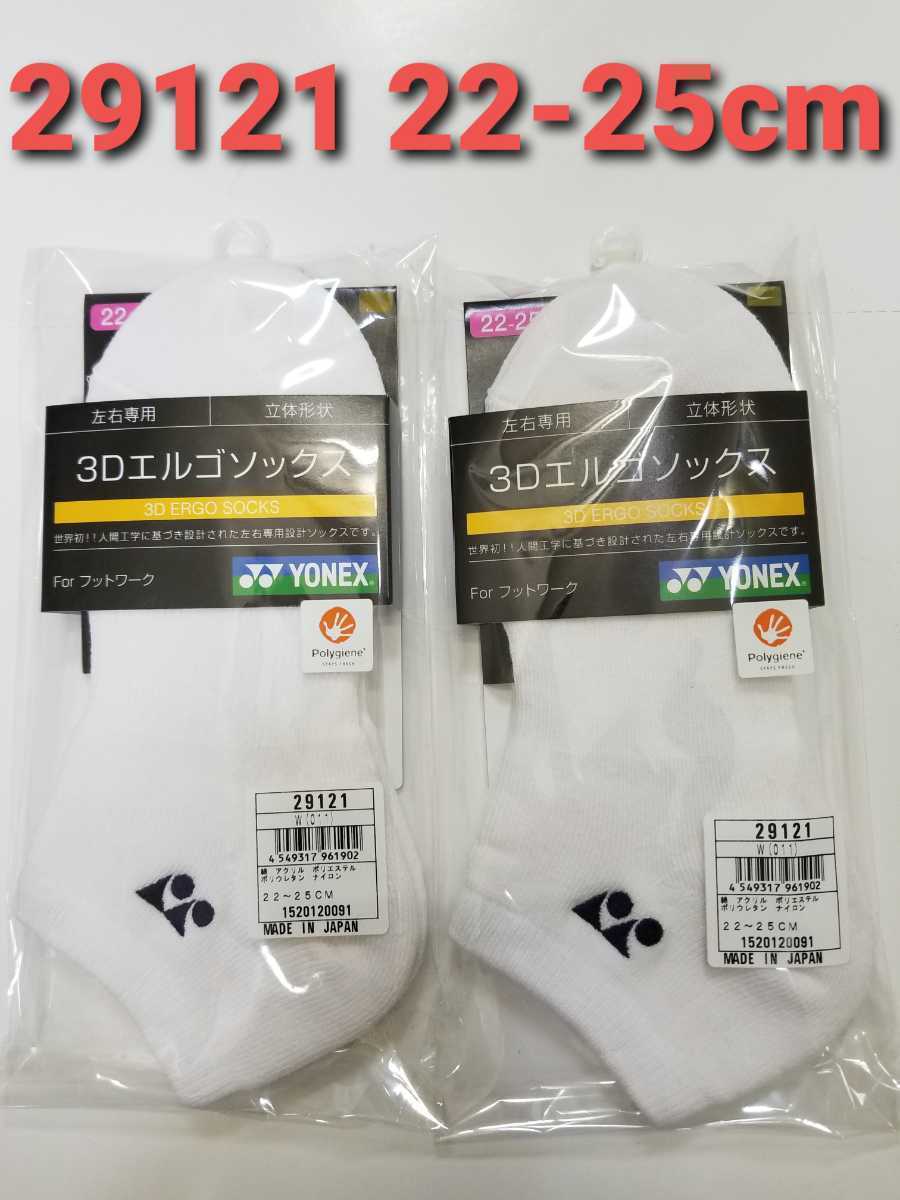 29121 22-25cm
22-
左右専用 立体形状
3Dエルゴソックス
3D ERGO SOCKS
世界初!!人間工学に基づき設計された左右専用設計ソックスです。
For フットワーク
YONEX
Polygiene
STAYS FRESH
29121
W(011)
4 549317 961902
綿 アクリル ポリエステル
ポリウレタン ナイロン
22~25CM
1520120091
MADE IN JAPAN
22-25
左右専用 立体形状
3Dエルゴソックス
3D ERGO SOCKS
世界初!!人間工学に基づき設計された左右専用設計ソックスです。
For フットワーク
YONEX
Polygiene
STAYS FRESH
29121
W(011)
4 549317 961902
綿 アクリル ポリエステル
ポリウレタン ナイロン
22~25CM
1520120091
MADE IN JAPAN